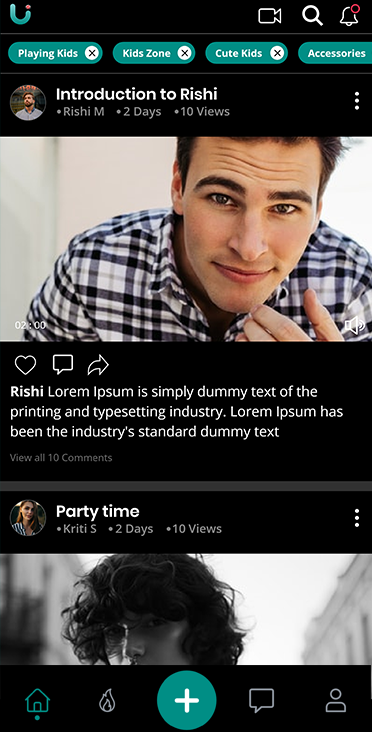 Playing Kids
Kids Zone
Cute Kids
Accessories
Introduction to Rishi
•Rishi M •2 Days •10 Views
02:00
Rishi Lorem Ipsum is simply dummy text of the
printing and typesetting industry. Lorem Ipsum has
been the industry's standard dummy text
View all 10 Comments
Party time
•Kriti S •2 Days •10 Views